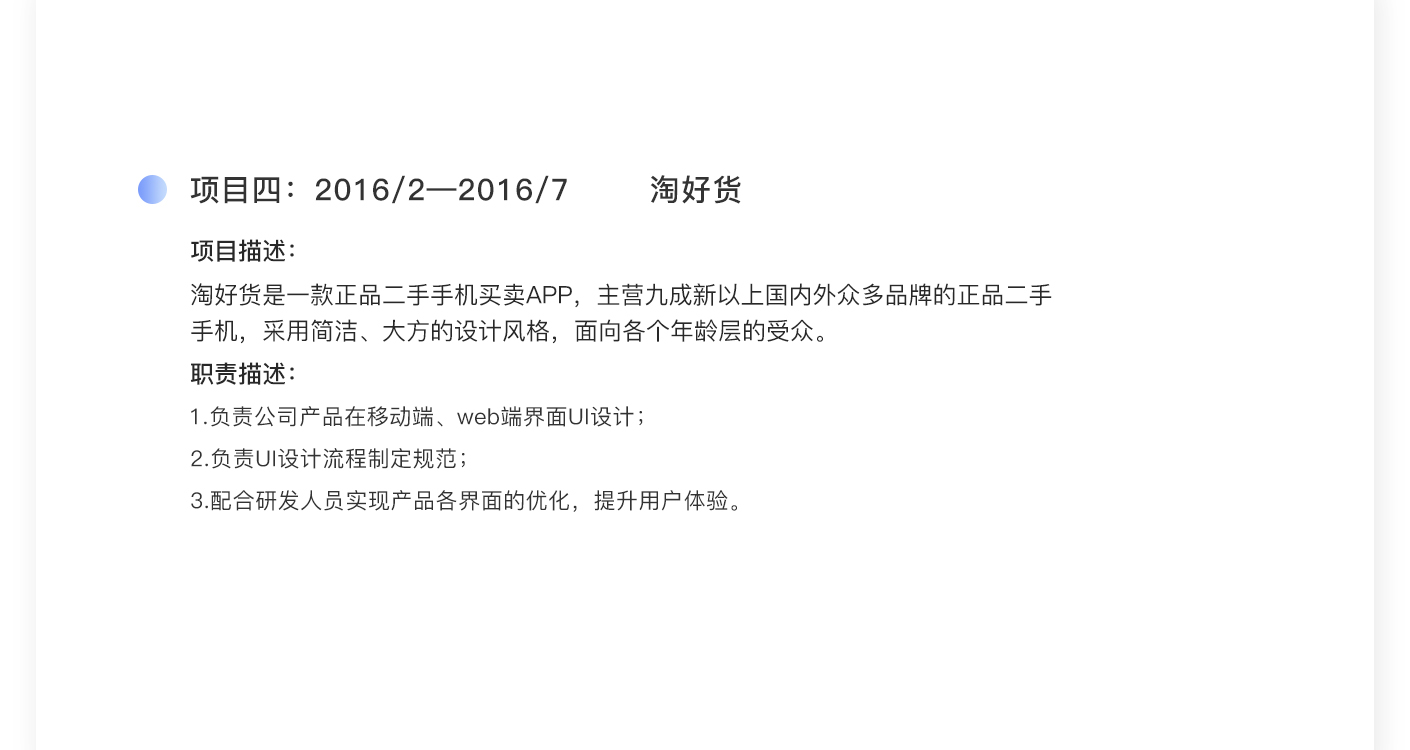 项目四：2016/2—2016/7 淘好货
项目描述：
淘好货是一款正品二手手机买卖APP，主营九成新以上国内外众多品牌的正品二手
手机，采用简洁、大方的设计风格，面向各个年龄层的受众。
职责描述：
1.负责公司产品在移动端、web端界面UI设计；
2.负责UI设计流程制定规范；
3.配合研发人员实现产品各界面的优化，提升用户体验。